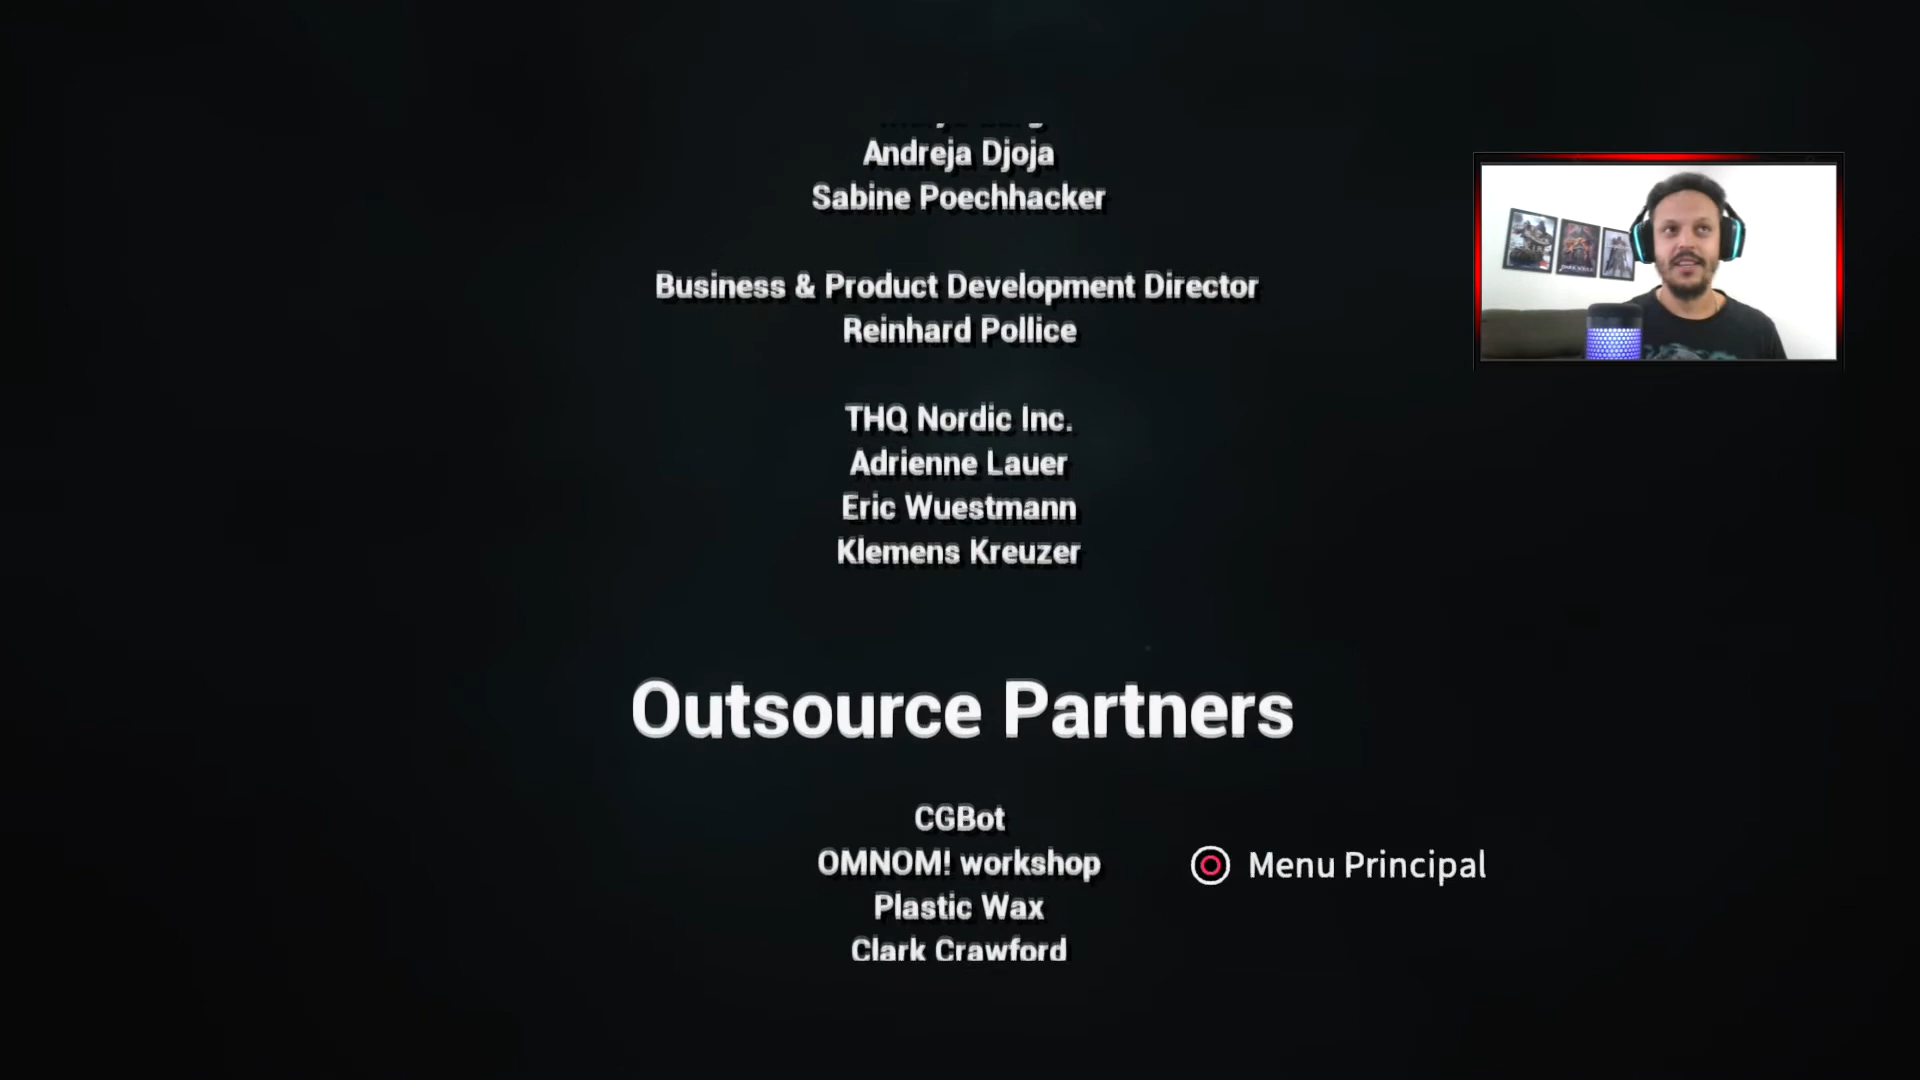 Andreja Djoja
Sabine Poechhacker
Business & Product Development Director
Reinhard Pollice
THQ Nordic Inc.
Adrienne Lauer
Eric Wuestmann
Klemens Kreuzer
Outsource Partners
CGBot
OMNOM! workshop
Plastic Wax
Clark Crawford
Menu Principal